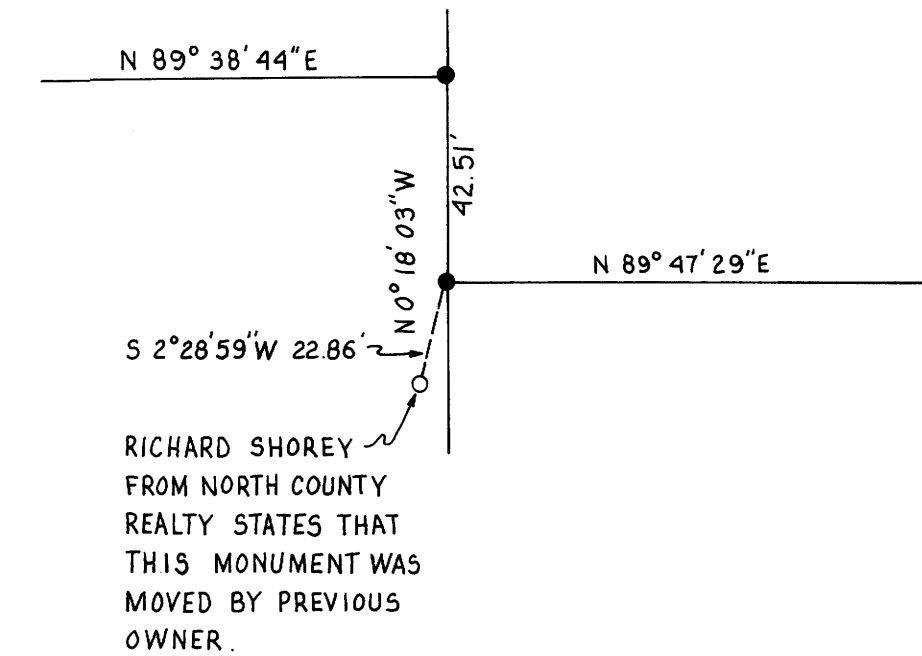 N 89° 38' 44" E
42.51'
N 0° 18' 03" W
N 89° 47' 29" E
S 2° 28' 59" W 22.86'
RICHARD SHOREY
FROM NORTH COUNTY
REALTY STATES THAT
THIS MONUMENT WAS
MOVED BY PREVIOUS
OWNER.